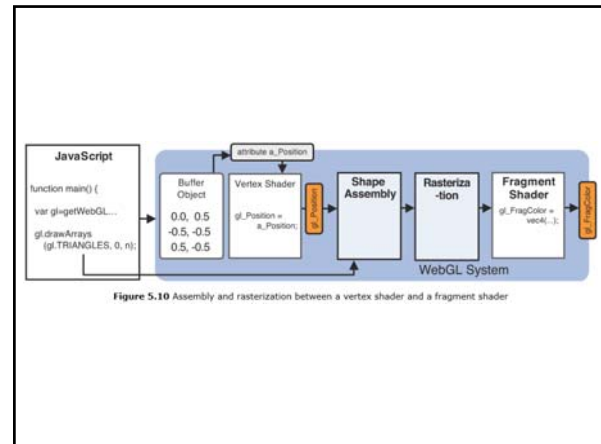 JavaScript
function main() {
var gl=getWebGL...
gl.drawArrays
(gl.TRIANGLES, 0, n);
attribute a_Position
Buffer
Object
0.0, 0.5
-0.5, -0.5
0.5, -0.5
Vertex Shader
gl_Position =
a_Position;
gl_Position
Shape
Assembly
Rasteriza
-tion
Fragment
Shader
gl_FragColor =
vec4(...);
gl_FragColor
WebGL System
Figure 5.10 Assembly and rasterization between a vertex shader and a fragment shader